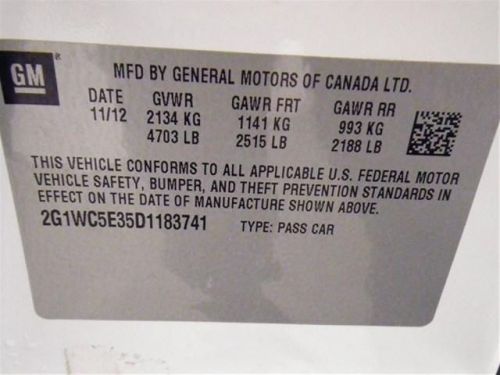 GM
MFD BY GENERAL MOTORS OF CANADA LTD.
DATE GVWR GAWR FRT GAWR RR
11/12 2134 KG 1141 KG 993 KG
4703 LB 2515 LB 2188 LB
THIS VEHICLE CONFORMS TO ALL APPLICABLE U.S. FEDERAL MOTOR
VEHICLE SAFETY, BUMPER, AND THEFT PREVENTION STANDARDS IN
EFFECT ON THE DATE OF MANUFACTURE SHOWN ABOVE.
2G1WC5E35D1183741 TYPE: PASS CAR